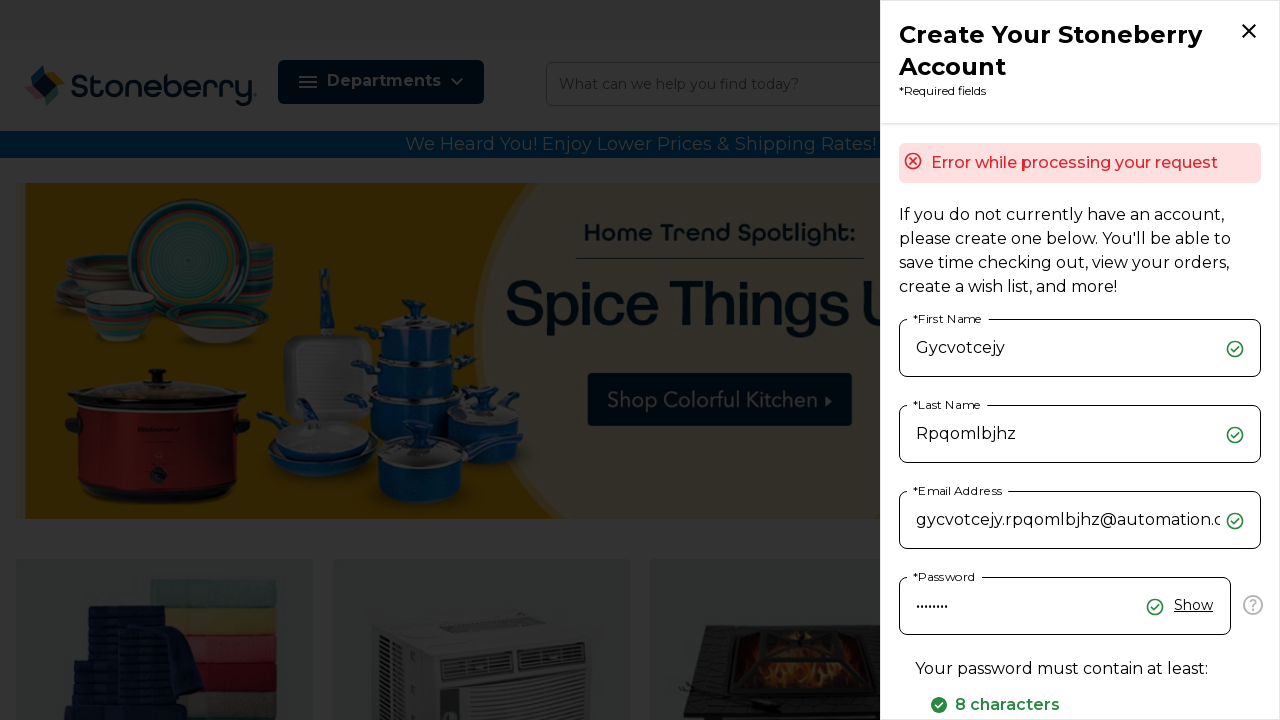 Stoneberry
Departments
What can we help you find today?
We Heard You! Enjoy Lower Prices & Shipping Rates!
Home Trend Spotlight:
Spice Things U
Shop Colorful Kitchen
Create Your Stoneberry
Account
*Required fields
Error while processing your request
If you do not currently have an account,
please create one below. You'll be able to
save time checking out, view your orders,
create a wish list, and more!
*First Name
Gycvotcejy
*Last Name
Rpqomlbjhz
*Email Address
gycvotcejy.rpqomlbjhz@automation.c
*Password
••••••••
Show
Your password must contain at least:
8 characters